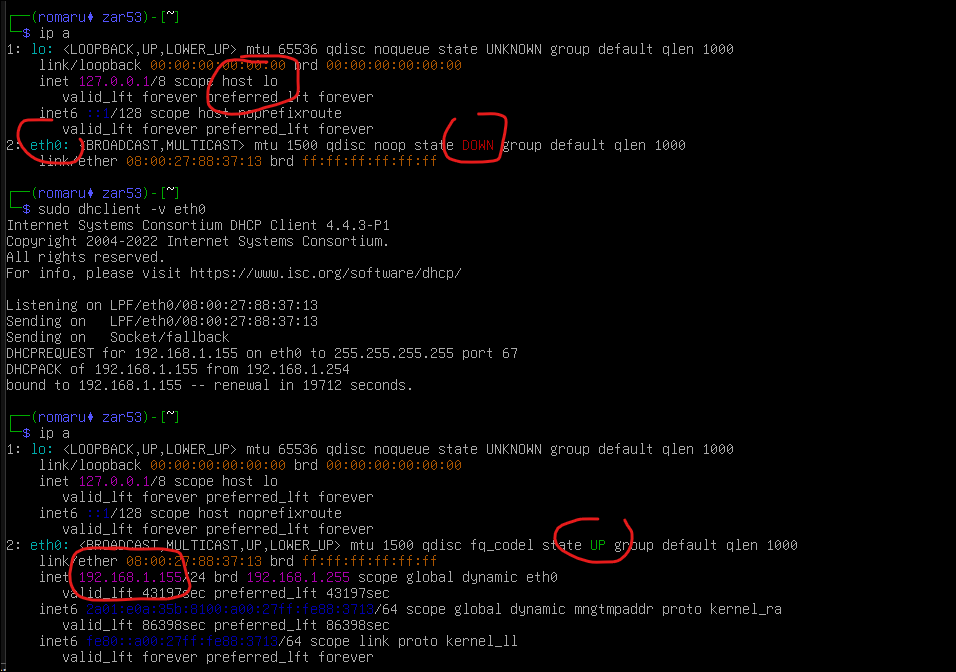 ┌──(romaru⧫ zar53)-[~]
└─$ ip a
1: lo: <LOOPBACK,UP,LOWER_UP> mtu 65536 qdisc noqueue state UNKNOWN group default qlen 1000
    link/loopback 00:00:00:00:00:00 brd 00:00:00:00:00:00
    inet 127.0.0.1/8 scope host lo
       valid_lft forever preferred_lft forever
    inet6 ::1/128 scope host noprefixroute
       valid_lft forever preferred_lft forever
2: eth0: <BROADCAST,MULTICAST> mtu 1500 qdisc noop state DOWN group default qlen 1000
    link/ether 08:00:27:88:37:13 brd ff:ff:ff:ff:ff:ff
┌──(romaru⧫ zar53)-[~]
└─$ sudo dhclient -v eth0
Internet Systems Consortium DHCP Client 4.4.3-P1
Copyright 2004-2022 Internet Systems Consortium.
All rights reserved.
For info, please visit https://www.isc.org/software/dhcp/
Listening on LPF/eth0/08:00:27:88:37:13
Sending on   LPF/eth0/08:00:27:88:37:13
Sending on   Socket/fallback
DHCPREQUEST for 192.168.1.155 on eth0 to 255.255.255.255 port 67
DHCPACK of 192.168.1.155 from 192.168.1.254
bound to 192.168.1.155 -- renewal in 19712 seconds.
┌──(romaru⧫ zar53)-[~]
└─$ ip a
1: lo: <LOOPBACK,UP,LOWER_UP> mtu 65536 qdisc noqueue state UNKNOWN group default qlen 1000
    link/loopback 00:00:00:00:00:00 brd 00:00:00:00:00:00
    inet 127.0.0.1/8 scope host lo
       valid_lft forever preferred_lft forever
    inet6 ::1/128 scope host noprefixroute
       valid_lft forever preferred_lft forever
2: eth0: <BROADCAST,MULTICAST,UP,LOWER_UP> mtu 1500 qdisc fq_codel state UP group default qlen 1000
    link/ether 08:00:27:88:37:13 brd ff:ff:ff:ff:ff:ff
    inet 192.168.1.155/24 brd 192.168.1.255 scope global dynamic eth0
       valid_lft 43197sec preferred_lft 43197sec
    inet6 2a01:e0a:35b:8100:a00:27ff:fe88:3713/64 scope global dynamic mngtmpaddr proto kernel_ra
       valid_lft 86398sec preferred_lft 86398sec
    inet6 fe80::a00:27ff:fe88:3713/64 scope link proto kernel_ll
       valid_lft forever preferred_lft forever